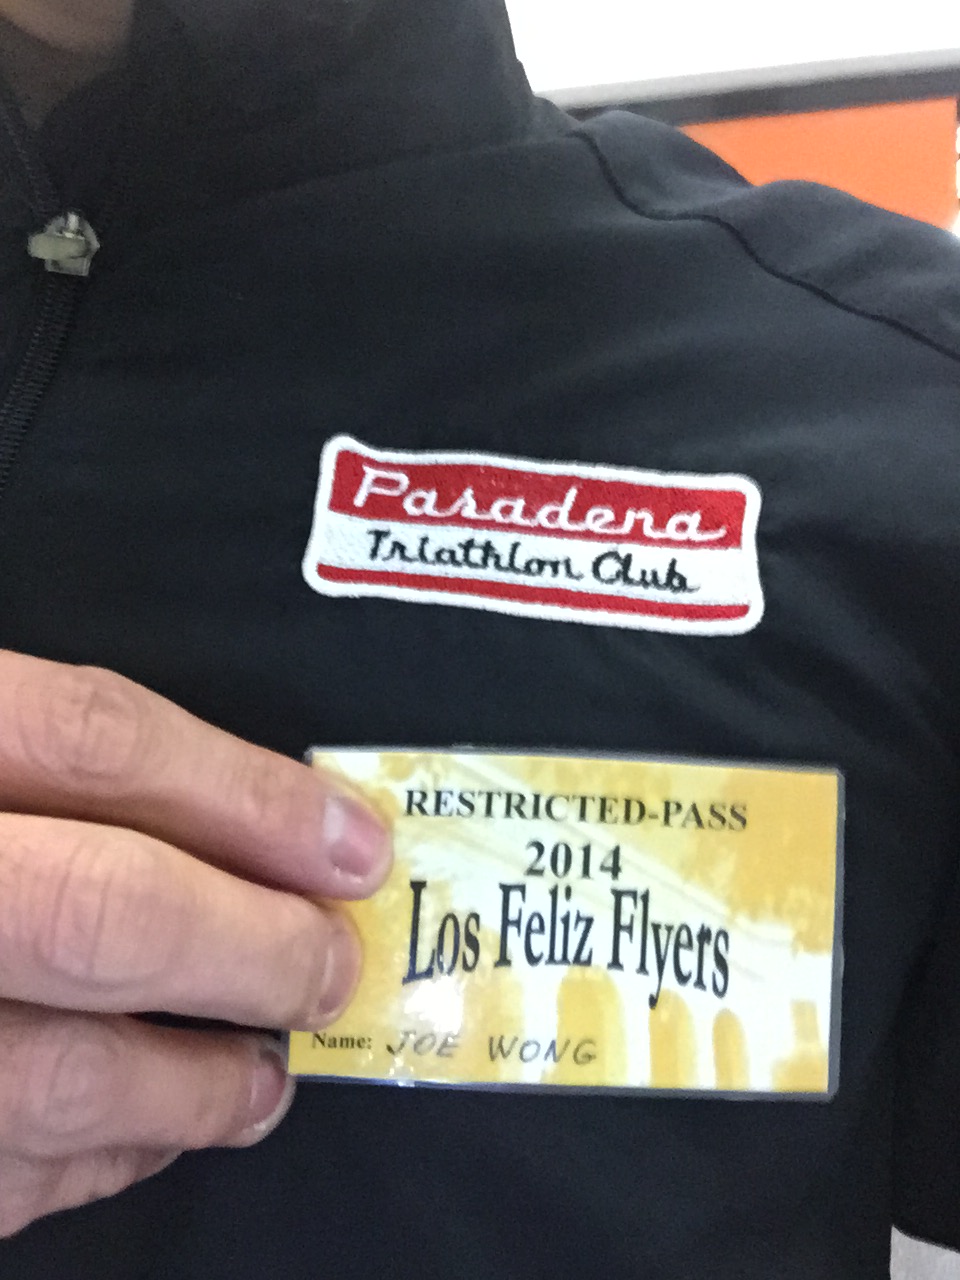 Pasadena
Triathlon Club
RESTRICTED-PASS
2014
Los Feliz Flyers
Name: JOE WONG